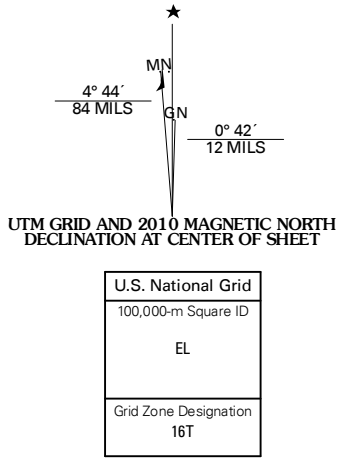 MN
4° 44´
84 MILS
GN
0° 42´
12 MILS
UTM GRID AND 2010 MAGNETIC NORTH
DECLINATION AT CENTER OF SHEET
U.S. National Grid
100,000-m Square ID
EL
Grid Zone Designation
16T